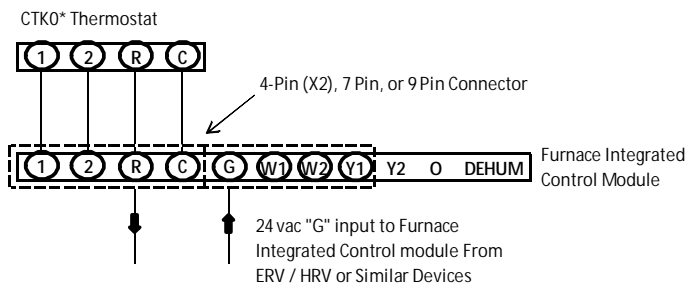 CTK0* Thermostat
1 2 R C
4-Pin (X2), 7 Pin, or 9 Pin Connector
1 2 R C G W1 W2 Y1 Y2 O DEHUM
Furnace Integrated
Control Module
24 vac "G" input to Furnace
Integrated Control module From
ERV / HRV or Similar Devices